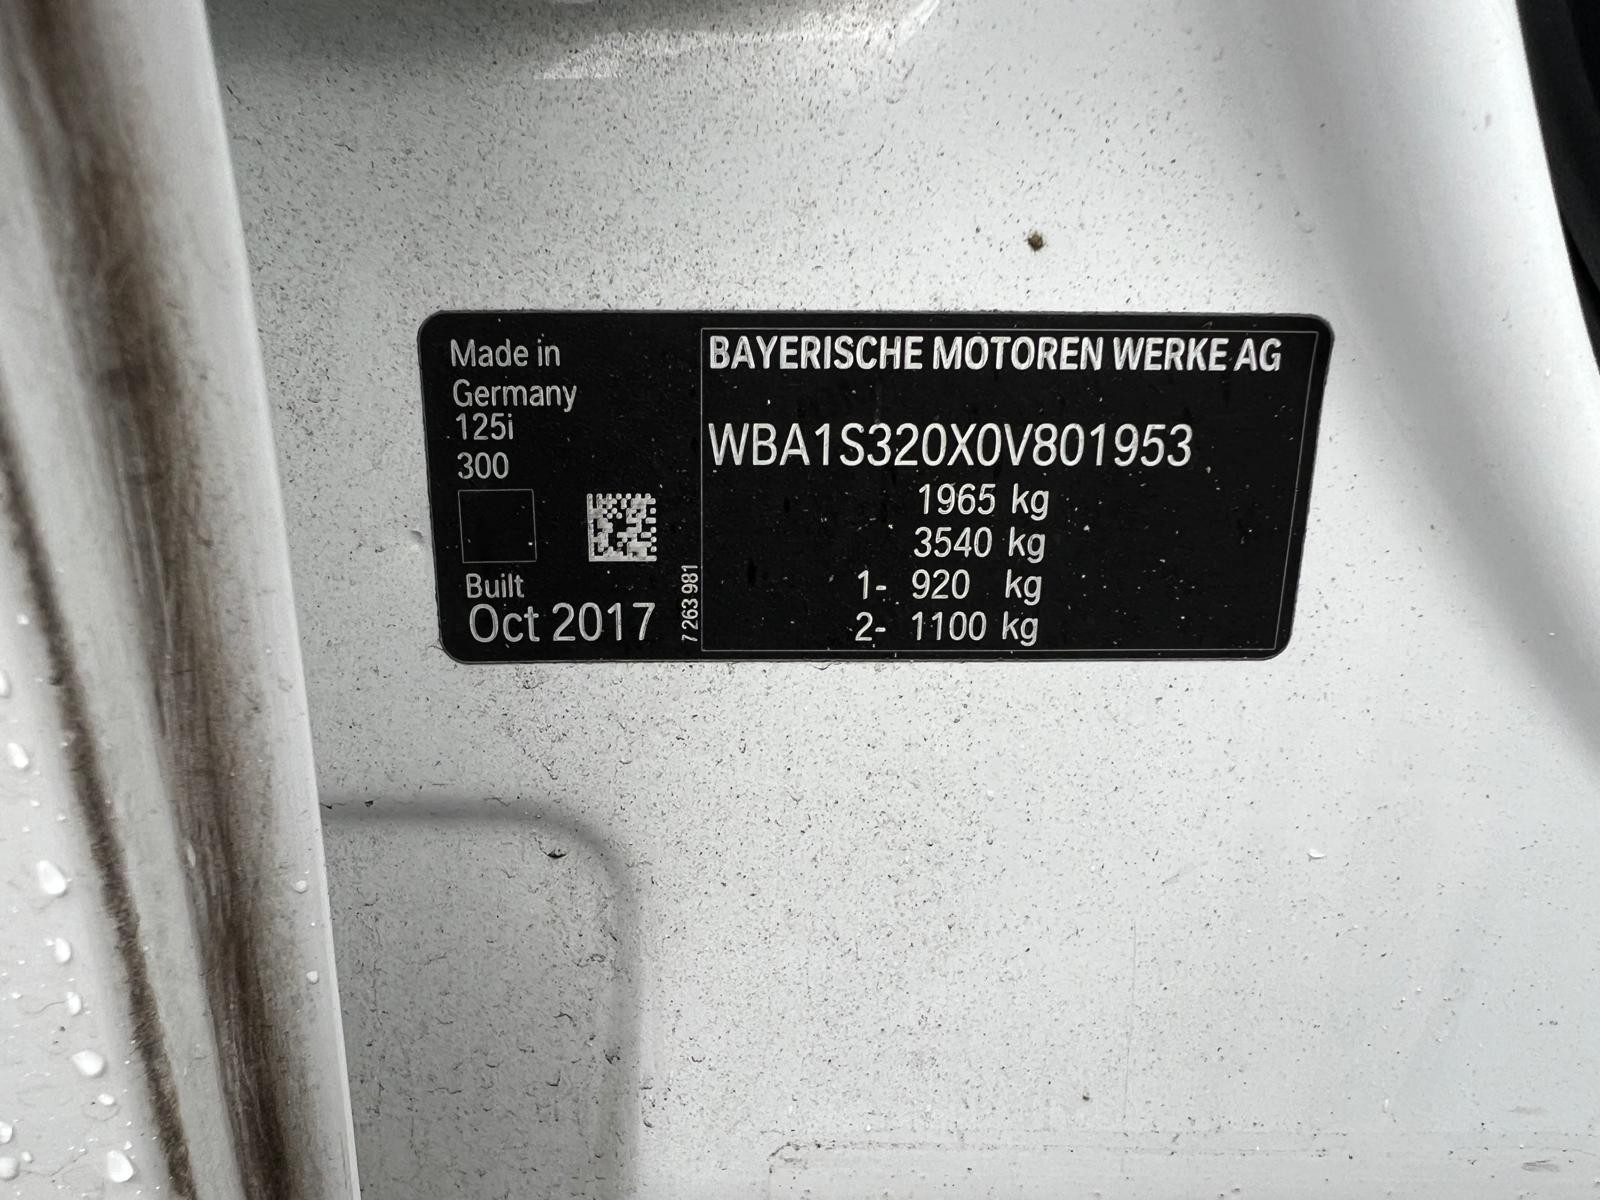 Made in
Germany
125i
300
Built
Oct 2017
7 263 981
BAYERISCHE MOTOREN WERKE AG
WBA1S320X0V801953
1965 kg
3540 kg
1- 920 kg
2- 1100 kg